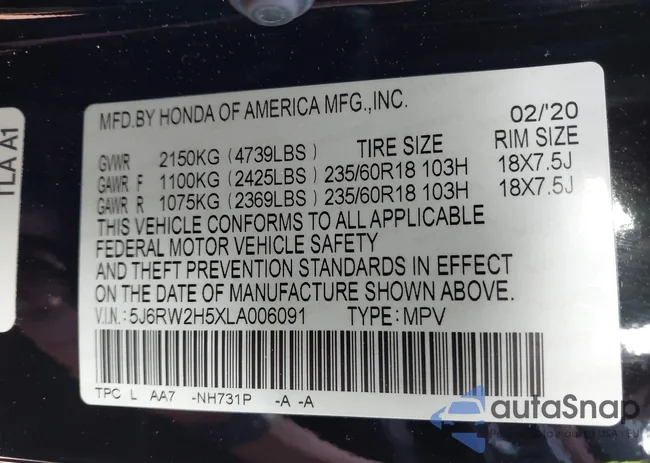 TLA A1
MFD.BY HONDA OF AMERICA MFG.,INC. 02/'20
GVWR 2150KG (4739LBS) TIRE SIZE RIM SIZE
GAWR F 1100KG (2425LBS) 235/60R18 103H 18X7.5J
GAWR R 1075KG (2369LBS) 235/60R18 103H 18X7.5J
THIS VEHICLE CONFORMS TO ALL APPLICABLE
FEDERAL MOTOR VEHICLE SAFETY
AND THEFT PREVENTION STANDARDS IN EFFECT
ON THE DATE OF MANUFACTURE SHOWN ABOVE.
V.I.N.: 5J6RW2H5XLA006091 TYPE:MPV
TPC L AA7 -NH731P -A -A
autoSnap